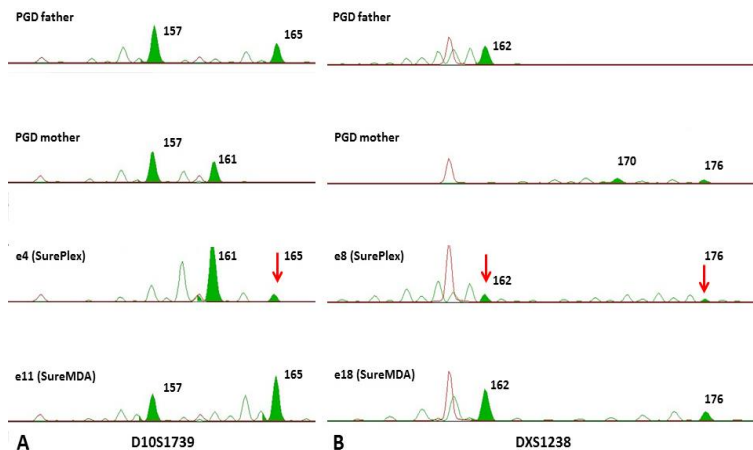 PGD father
157
165
PGD mother
157
161
e4 (SurePlex)
161
165
e11 (SureMDA)
157
165
A
D10S1739
PGD father
162
PGD mother
170
176
e8 (SurePlex)
162
176
e18 (SureMDA)
162
176
B
DXS1238